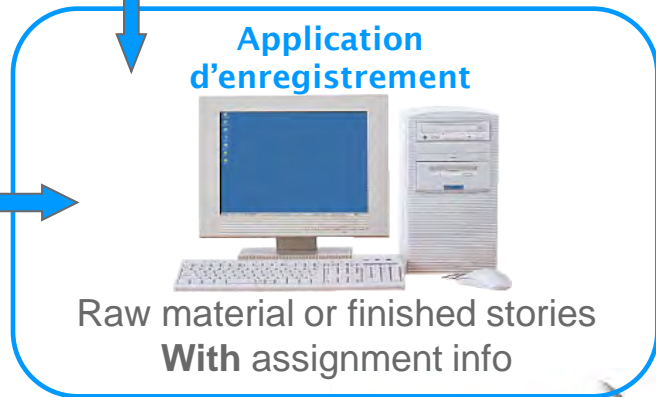 Application
d'enregistrement
Raw material or finished stories
With assignment info